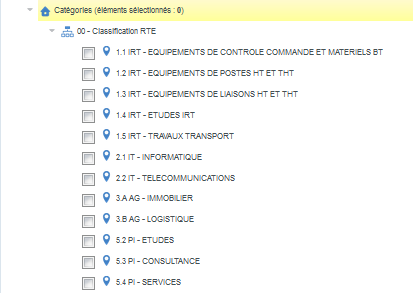 Catégories (éléments sélectionnés : 0)
00 - Classification RTE
1.1 IRT - EQUIPEMENTS DE CONTROLE COMMANDE ET MATERIELS BT
1.2 IRT - EQUIPEMENTS DE POSTES HT ET THT
1.3 IRT - EQUIPEMENTS DE LIAISONS HT ET THT
1.4 IRT - ETUDES IRT
1.5 IRT - TRAVAUX TRANSPORT
2.1 IT - INFORMATIQUE
2.2 IT - TELECOMMUNICATIONS
3.A AG - IMMOBILIER
3.B AG - LOGISTIQUE
5.2 PI - ETUDES
5.3 PI - CONSULTANCE
5.4 PI - SERVICES